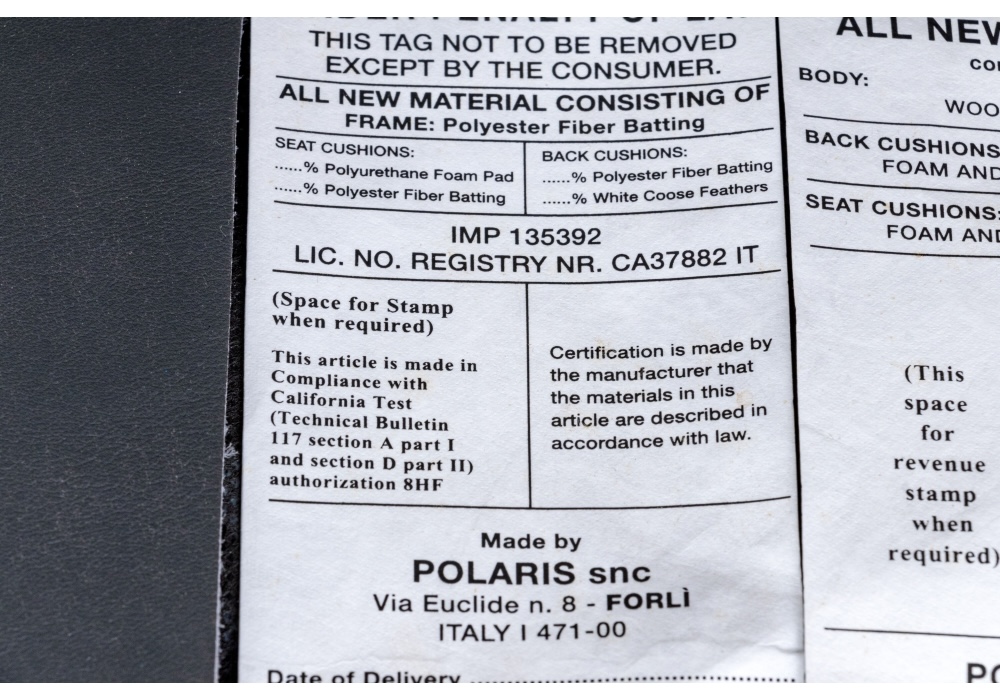 UNDER PENALTY OF LAW
THIS TAG NOT TO BE REMOVED
EXCEPT BY THE CONSUMER.
ALL NEW MATERIAL CONSISTING OF
FRAME: Polyester Fiber Batting
SEAT CUSHIONS:
......% Polyurethane Foam Pad
......% Polyester Fiber Batting
BACK CUSHIONS:
......% Polyester Fiber Batting
......% White Coose Feathers
IMP 135392
LIC. NO. REGISTRY NR. CA37882 IT
(Space for Stamp
when required)
This article is made in
Compliance with
California Test
(Technical Bulletin
117 section A part I
and section D part II)
authorization 8HF
Certification is made by
the manufacturer that
the materials in this
article are described in
accordance with law.
Made by
POLARIS snc
Via Euclide n. 8 - FORLÌ
ITALY I 471-00
Date of Delivery
ALL NEW
BODY:
WOO
BACK CUSHIONS
FOAM AND
SEAT CUSHIONS:
FOAM AND
(This
space
for
revenue
stamp
when
required)